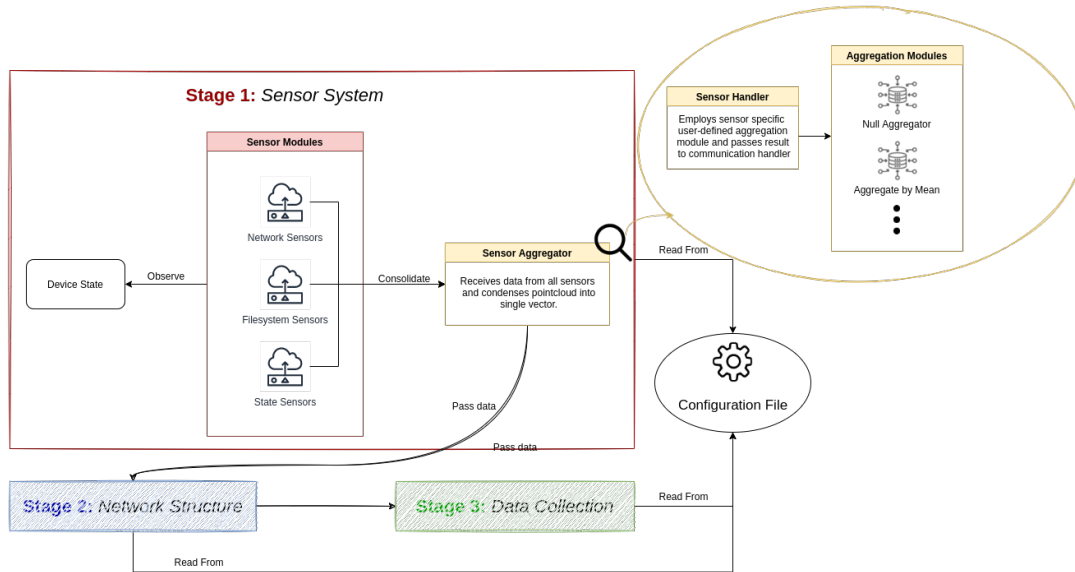 Stage 1: Sensor System
Sensor Modules
Network Sensors
Filesystem Sensors
State Sensors
Device State
Observe
Consolidate
Sensor Aggregator
Receives data from all sensors
and condenses pointcloud into
single vector.
Sensor Handler
Employs sensor specific
user-defined aggregation
module and passes result
to communication handler
Aggregation Modules
Null Aggregator
Aggregate by Mean
Read From
Configuration File
Pass data
Pass data
Stage 2: Network Structure
Stage 3: Data Collection
Read From
Read From